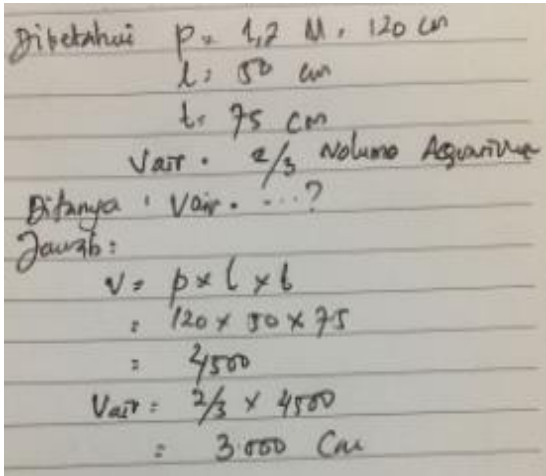 Diketahui p = 1,2 M = 120 cm
l = 50 cm
t = 75 cm
Vair = 2/3 Volume Aquarium
Ditanya : Vair = ...?
Jawab :
V = p x l x t
= 120 x 50 x 75
= 4500
Vair = 2/3 x 4500
= 3.000 Cm